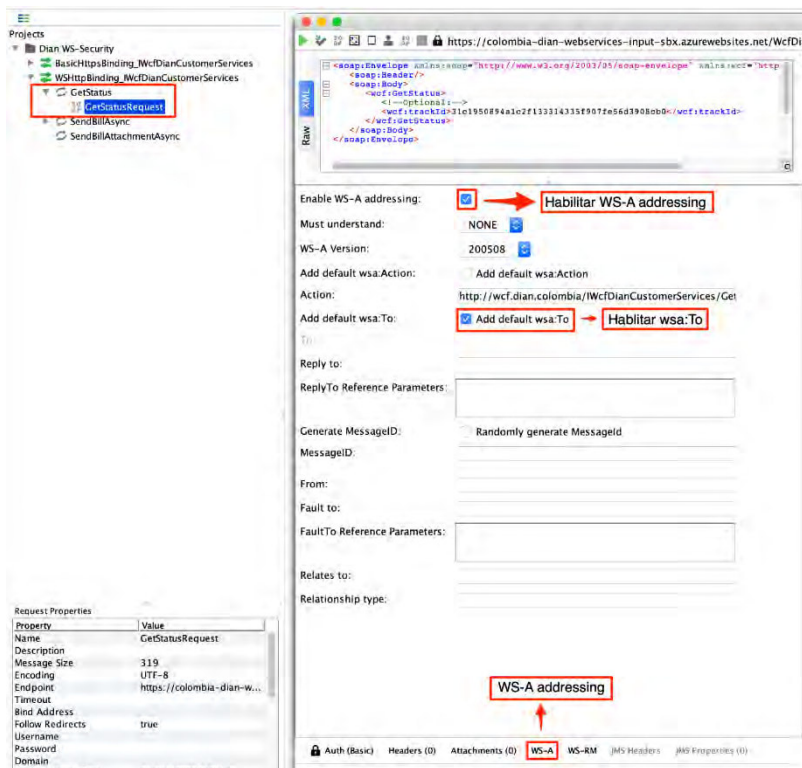 Projects
Dian WS-Security
BasicHttpsBinding_IWcfDianCustomerServices
WSHttpBinding_IWcfDianCustomerServices
GetStatus
GetStatusRequest
SendBillAsync
SendBillAttachmentAsync
https://colombia-dian-webservices-input-sbx.azurewebsites.net/WcfDi
XML
Raw
<soap:Envelope xmlns:soap="http://www.w3.org/2003/05/soap-envelope" xmlns:wcf="http
<soap:Header/>
<soap:Body>
<wcf:GetStatus>
<!--Optional:-->
<wcf:trackId></wcf:trackId>
</wcf:GetStatus>
</soap:Body>
</soap:Envelope>
Enable WS-A addressing:
Habilitar WS-A addressing
Must understand: NONE
WS-A Version: 200508
Add default wsa:Action: Add default wsa:Action
Action: http://wcf.dian.colombia/IWcfDianCustomerServices/Get
Add default wsa:To: Add default wsa:To
Hablitar wsa:To
To:
Reply to:
ReplyTo Reference Parameters:
Generate MessageID: Randomly generate MessageId
MessageID:
From:
Fault to:
FaultTo Reference Parameters:
Relates to:
Relationship type:
Request Properties
Property Value
Name GetStatusRequest
Description
Message Size 319
Encoding UTF-8
Endpoint https://colombia-dian-w...
Timeout
Bind Address
Follow Redirects true
Username
Password
Domain
WS-A addressing
Auth (Basic) Headers (0) Attachments (0) WS-A WS-RM JMS Headers JMS Properties (0)